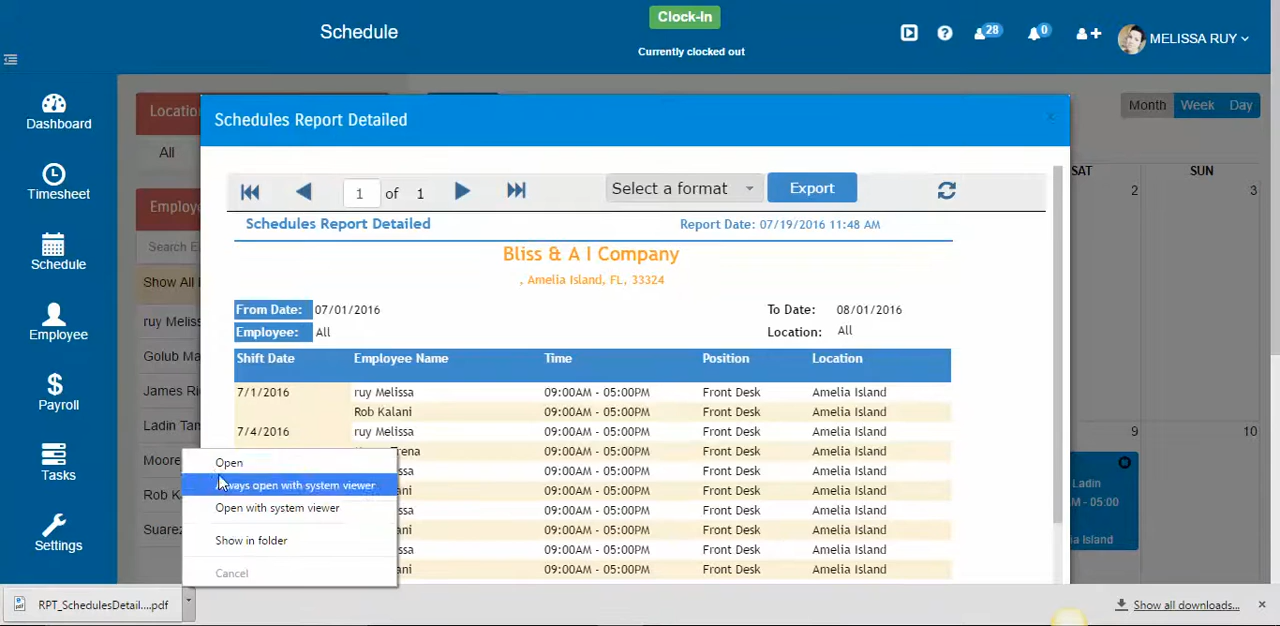 Schedule
Clock-In
Currently clocked out
28
0
MELISSA RUY
Dashboard
Timesheet
Schedule
Employee
Payroll
Tasks
Settings
All
Search
Show All
ruy
Golub
James
Ladin
Moore
Rob
Suarez
Month Week Day
SAT SUN
2 3
9 10
Ladin
- 05:00
Island
Schedules Report Detailed
1 of 1
Select a format
Export
Schedules Report Detailed
Report Date: 07/19/2016 11:48 AM
Bliss & A I Company
, Amelia Island, FL, 33324
From Date: 07/01/2016
To Date: 08/01/2016
Employee: All
Location: All
Shift Date Employee Name Time Position Location
7/1/2016 ruy Melissa 09:00AM - 05:00PM Front Desk Amelia Island
Rob Kalani 09:00AM - 05:00PM Front Desk Amelia Island
7/4/2016 ruy Melissa 09:00AM - 05:00PM Front Desk Amelia Island
09:00AM - 05:00PM Front Desk Amelia Island
09:00AM - 05:00PM Front Desk Amelia Island
09:00AM - 05:00PM Front Desk Amelia Island
09:00AM - 05:00PM Front Desk Amelia Island
09:00AM - 05:00PM Front Desk Amelia Island
09:00AM - 05:00PM Front Desk Amelia Island
09:00AM - 05:00PM Front Desk Amelia Island
Open
open with system viewer
Open with system viewer
Show in folder
Cancel
RPT_SchedulesDetail....pdf
Show all downloads...